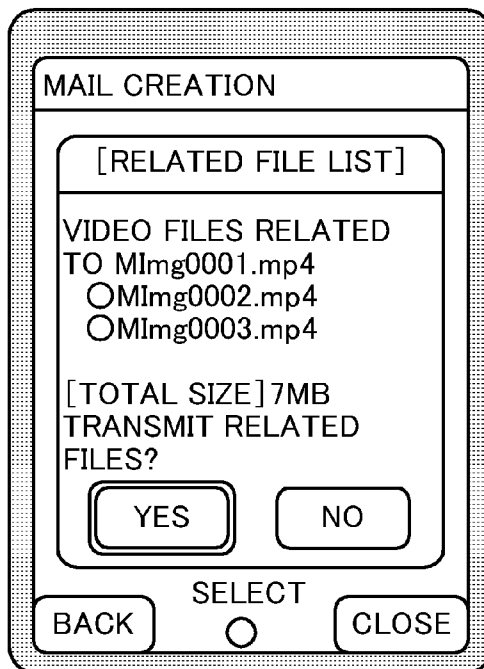 MAIL CREATION
[RELATED FILE LIST]
VIDEO FILES RELATED
TO MImg0001.mp4
○MImg0002.mp4
○MImg0003.mp4
[TOTAL SIZE]7MB
TRANSMIT RELATED
FILES?
YES NO
SELECT
BACK CLOSE